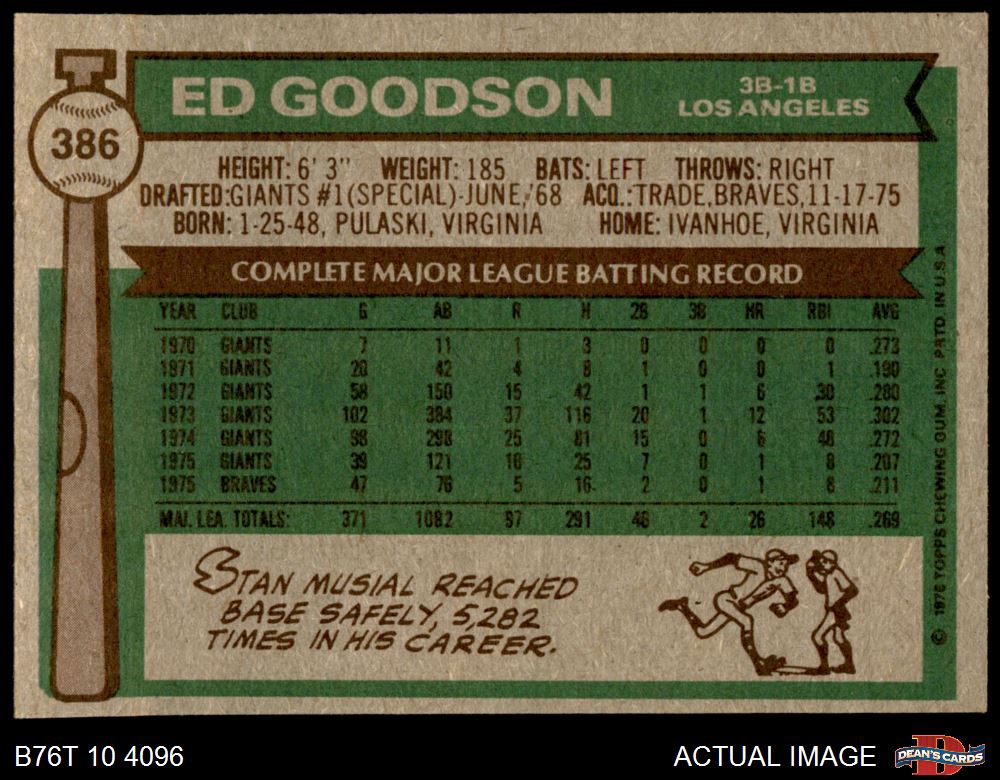 386
ED GOODSON
3B-1B
LOS ANGELES
HEIGHT: 6' 3" WEIGHT: 185 BATS: LEFT THROWS: RIGHT
DRAFTED: GIANTS #1 (SPECIAL)-JUNE,'68 ACQ.: TRADE, BRAVES, 11-17-75
BORN: 1-25-48, PULASKI, VIRGINIA HOME: IVANHOE, VIRGINIA
COMPLETE MAJOR LEAGUE BATTING RECORD
YEAR CLUB G AB R H 2B 3B HR RBI AVG
1970 GIANTS 7 11 1 3 0 0 0 0 .273
1971 GIANTS 20 42 4 8 1 0 0 1 .190
1972 GIANTS 58 150 15 42 1 1 6 30 .280
1973 GIANTS 102 384 37 116 20 1 12 53 .302
1974 GIANTS 98 298 25 81 15 0 6 48 .272
1975 GIANTS 39 121 10 25 7 0 1 8 .207
1975 BRAVES 47 76 5 16 2 0 1 8 .211
MAJ. LEA. TOTALS: 371 1082 97 291 46 2 26 148 .269
STAN MUSIAL REACHED
BASE SAFELY, 5,282
TIMES IN HIS CAREER.
© 1976 TOPPS CHEWING GUM, INC. PRTD. IN U.S.A.
B76T 10 4096
ACTUAL IMAGE
DEAN'S CARDS